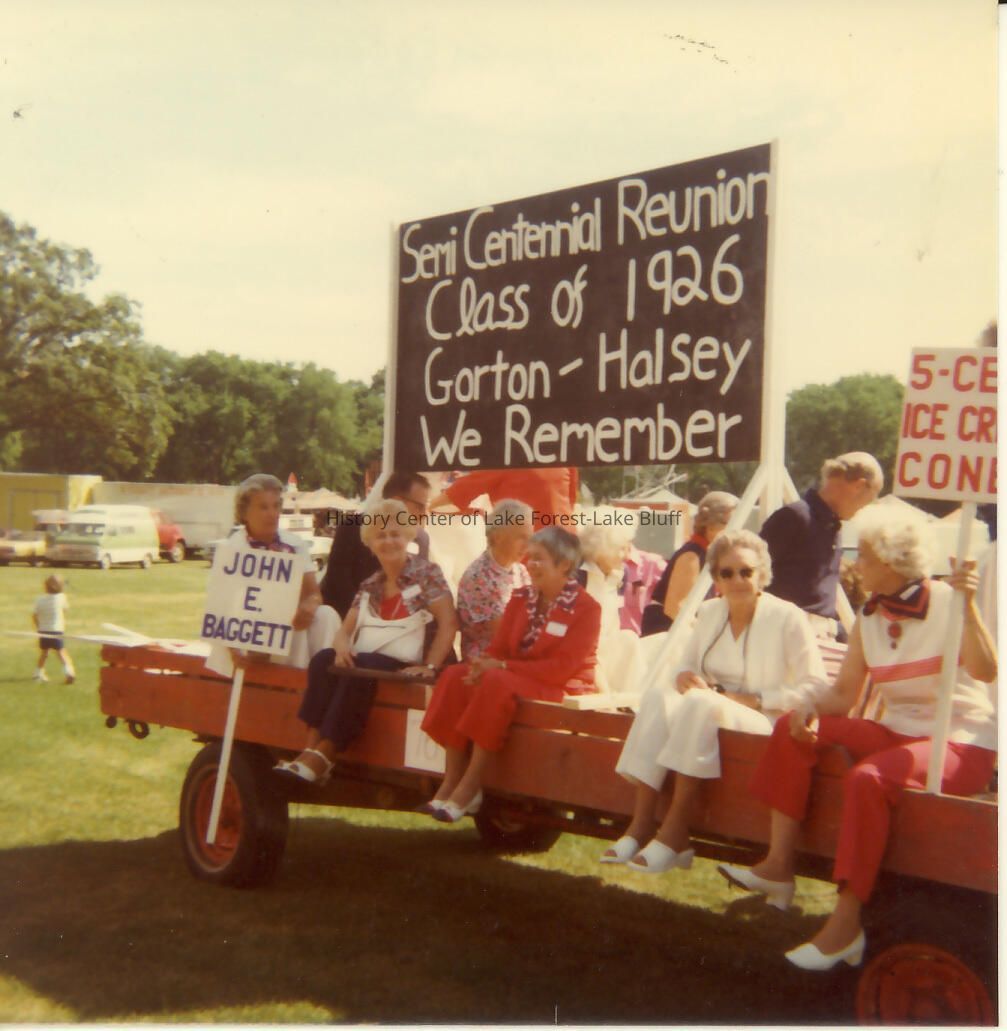 Semi Centennial Reunion
Class of 1926
Gorton - Halsey
We Remember
5-CE
ICE CR
CONE
History Center of Lake Forest-Lake Bluff
JOHN
E.
BAGGETT